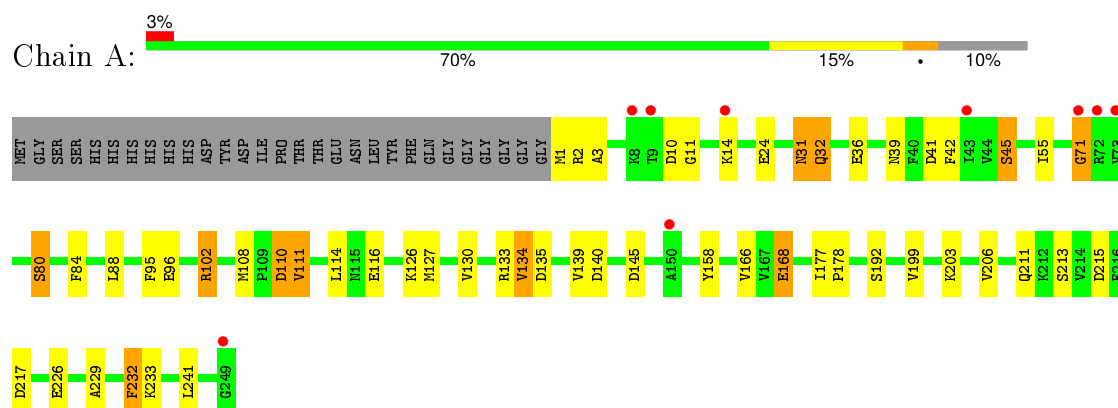 3%
Chain A:
70% 15% • 10%
MET GLY SER SER HIS HIS HIS HIS HIS HIS ASP TYR ASP ILE PRO THR THR GLU ASN LEU TYR PHE GLN GLY GLY GLY GLY GLY GLY M1 R2 A3 K8 T9 D10 G11 K14 E24 N31 Q32 E36 N39 F40 D41 F42 I43 V44 S45 I55 G71 R72 V73
S80 F84 L88 F95 E96 R102 M108 P109 D110 V111 L114 N115 E116 K126 M127 V130 R133 V134 D135 V139 D140 D145 A150 Y158 V166 V167 E168 I177 P178 S192 V199 K203 V206 Q211 K212 S213 V214 D215
D217 E226 A229 F232 K233 L241 G249